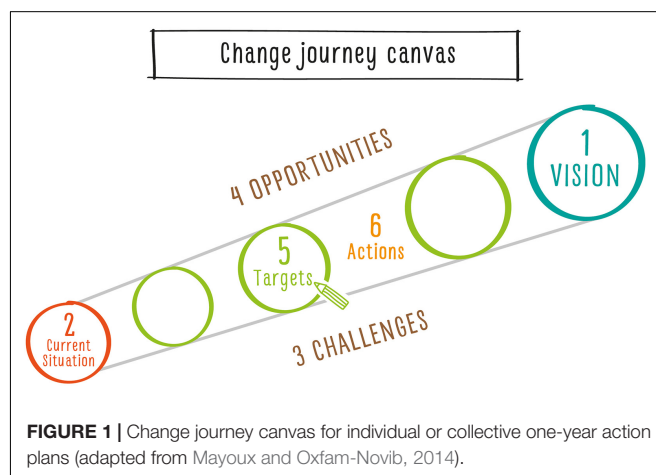 Change journey canvas
4 OPPORTUNITIES
1
VISION
6
Actions
5
Targets
2
Current
Situation
3 CHALLENGES
FIGURE 1 | Change journey canvas for individual or collective one-year action
plans (adapted from Mayoux and Oxfam-Novib, 2014).